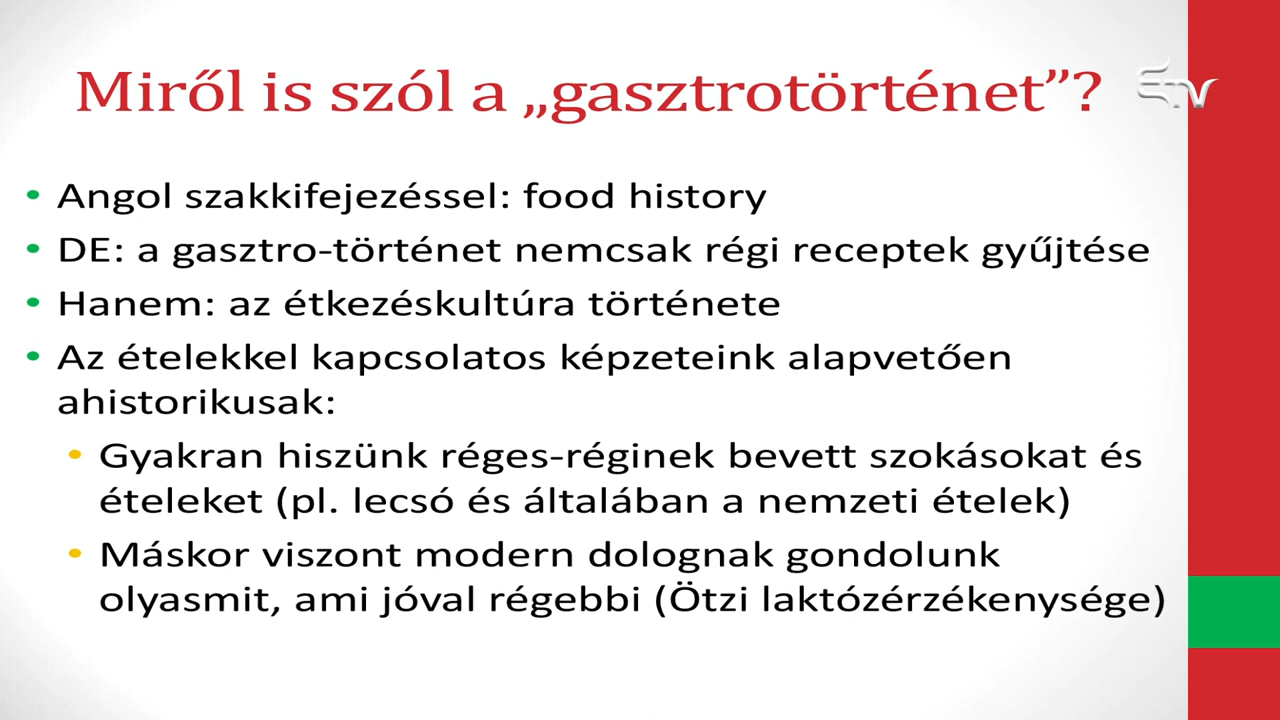 Miről is szól a „gasztrotörténet”?
ETV
• Angol szakkifejezéssel: food history
• DE: a gasztro-történet nemcsak régi receptek gyűjtése
• Hanem: az étkezéskultúra története
• Az ételekkel kapcsolatos képzeteink alapvetően
ahistorikusak:
• Gyakran hiszünk réges-réginek bevett szokásokat és
ételeket (pl. lecsó és általában a nemzeti ételek)
• Máskor viszont modern dolognak gondolunk
olyasmit, ami jóval régebbi (Ötzi laktózérzékenysége)